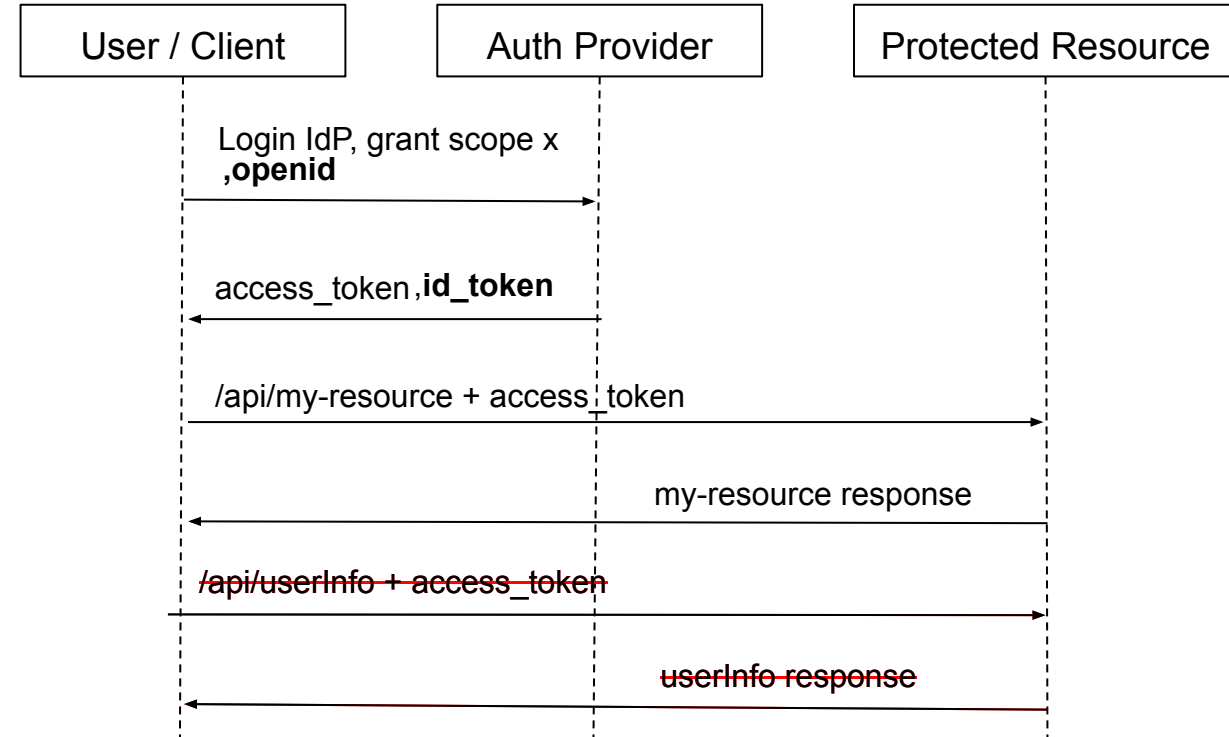 User / Client
Auth Provider
Protected Resource
Login IdP, grant scope x
,openid
access_token,id_token
/api/my-resource + access_token
my-resource response
/api/userInfo + access_token
userInfo response